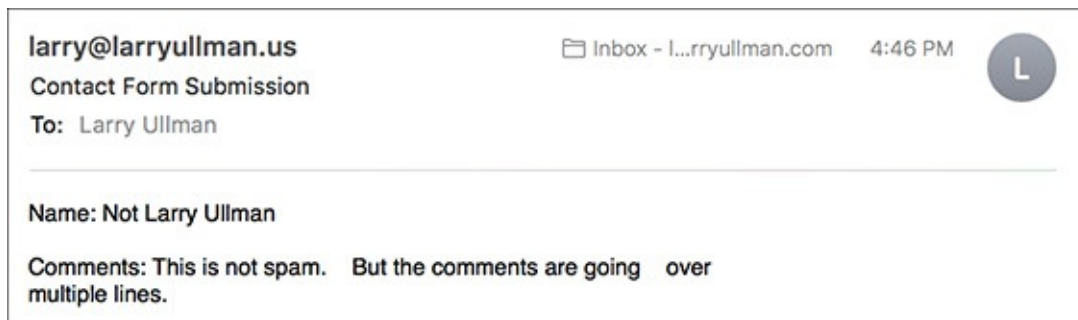 larry@larryullman.us Inbox - l...rryullman.com 4:46 PM L
Contact Form Submission
To: Larry Ullman
Name: Not Larry Ullman
Comments: This is not spam. But the comments are going over
multiple lines.